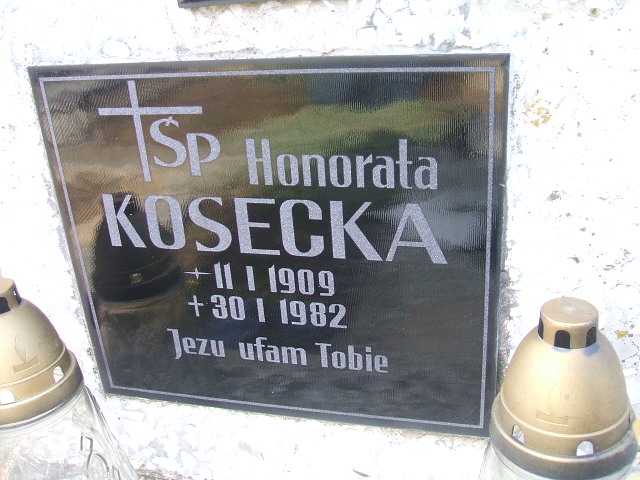 ŚP Honorata
KOSECKA
11 I 1909
+ 30 I 1982
Jezu ufam Tobie